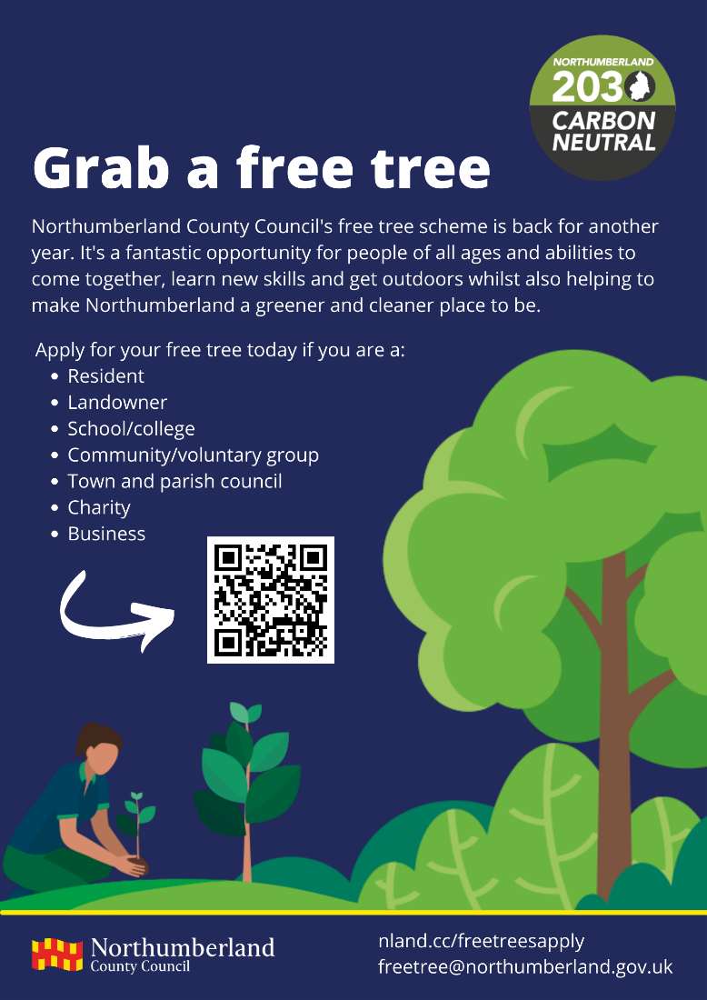 NORTHUMBERLAND
2030
CARBON
NEUTRAL
Grab a free tree
Northumberland County Council's free tree scheme is back for another
year. It's a fantastic opportunity for people of all ages and abilities to
come together, learn new skills and get outdoors whilst also helping to
make Northumberland a greener and cleaner place to be.
Apply for your free tree today if you are a:
• Resident
• Landowner
• School/college
• Community/voluntary group
• Town and parish council
• Charity
• Business
Northumberland
County Council
nland.cc/freetreesapply
freetree@northumberland.gov.uk